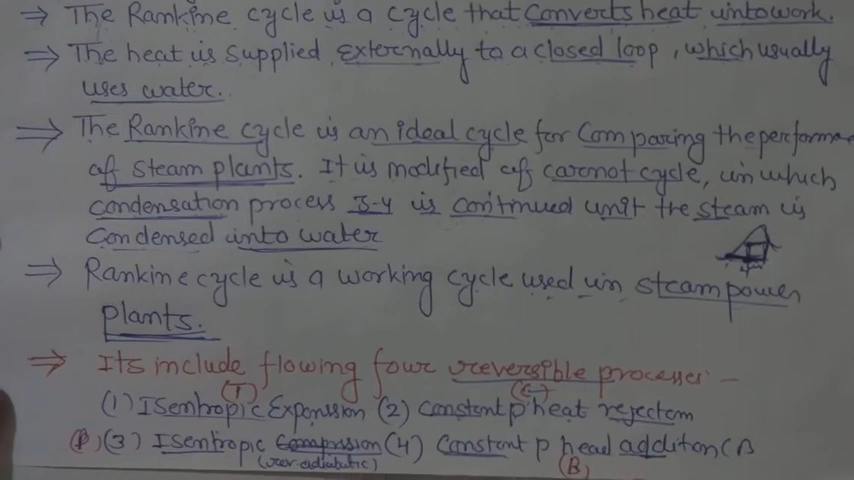 ⇒ The Rankine cycle is a cycle that converts heat into work.
⇒ The heat is supplied externally to a closed loop, which usually
uses water.
⇒ The Rankine cycle is an ideal cycle for Comparing the performan
of steam plants. It is modified of carnot cycle, in which
condensation process 3-4 is continued unit the steam is
Condensed into water
⇒ Rankine cycle is a working cycle used in steam power
plants.
⇒ Its include flowing four reversible processes -
(T) (C)
(1) Isentropic Expansion (2) Constant p heat rejection
(P) (3) Isentropic Compression (4) Constant p head addition (B
(rev. adiabatic) (B)